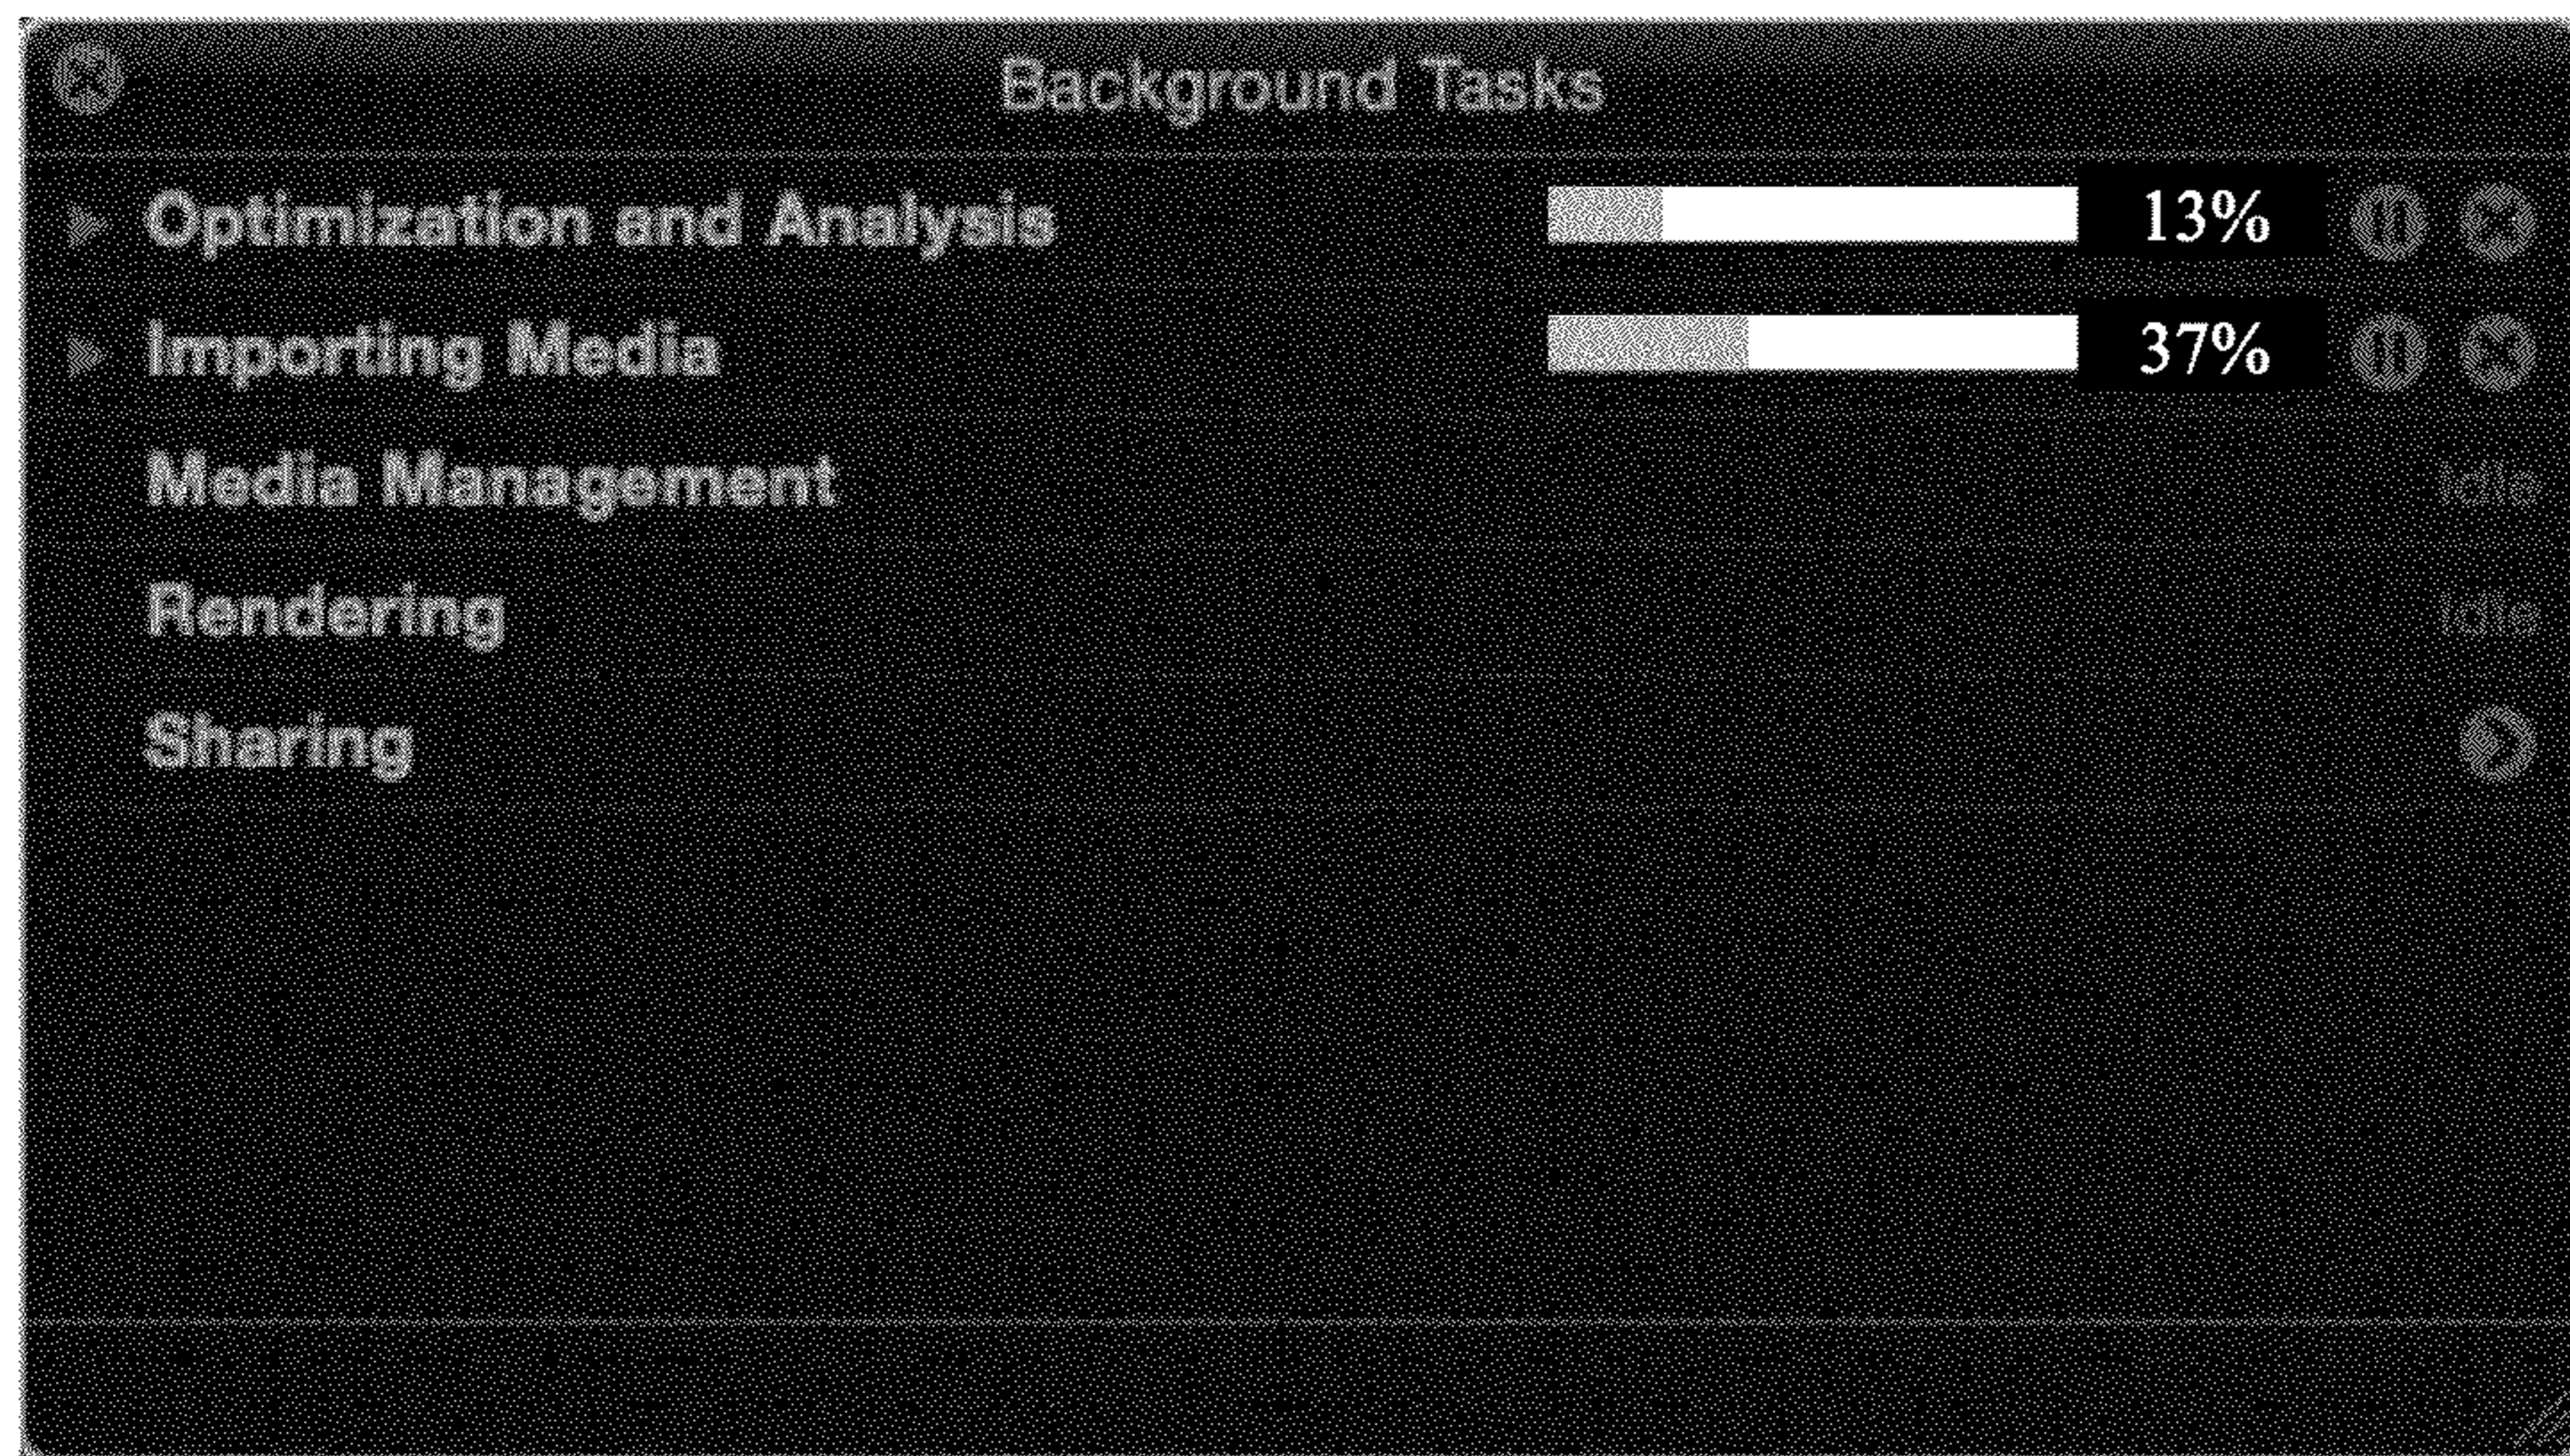 Background Tasks
Optimization and Analysis 13%
Importing Media 37%
Media Management Idle
Rendering Idle
Sharing